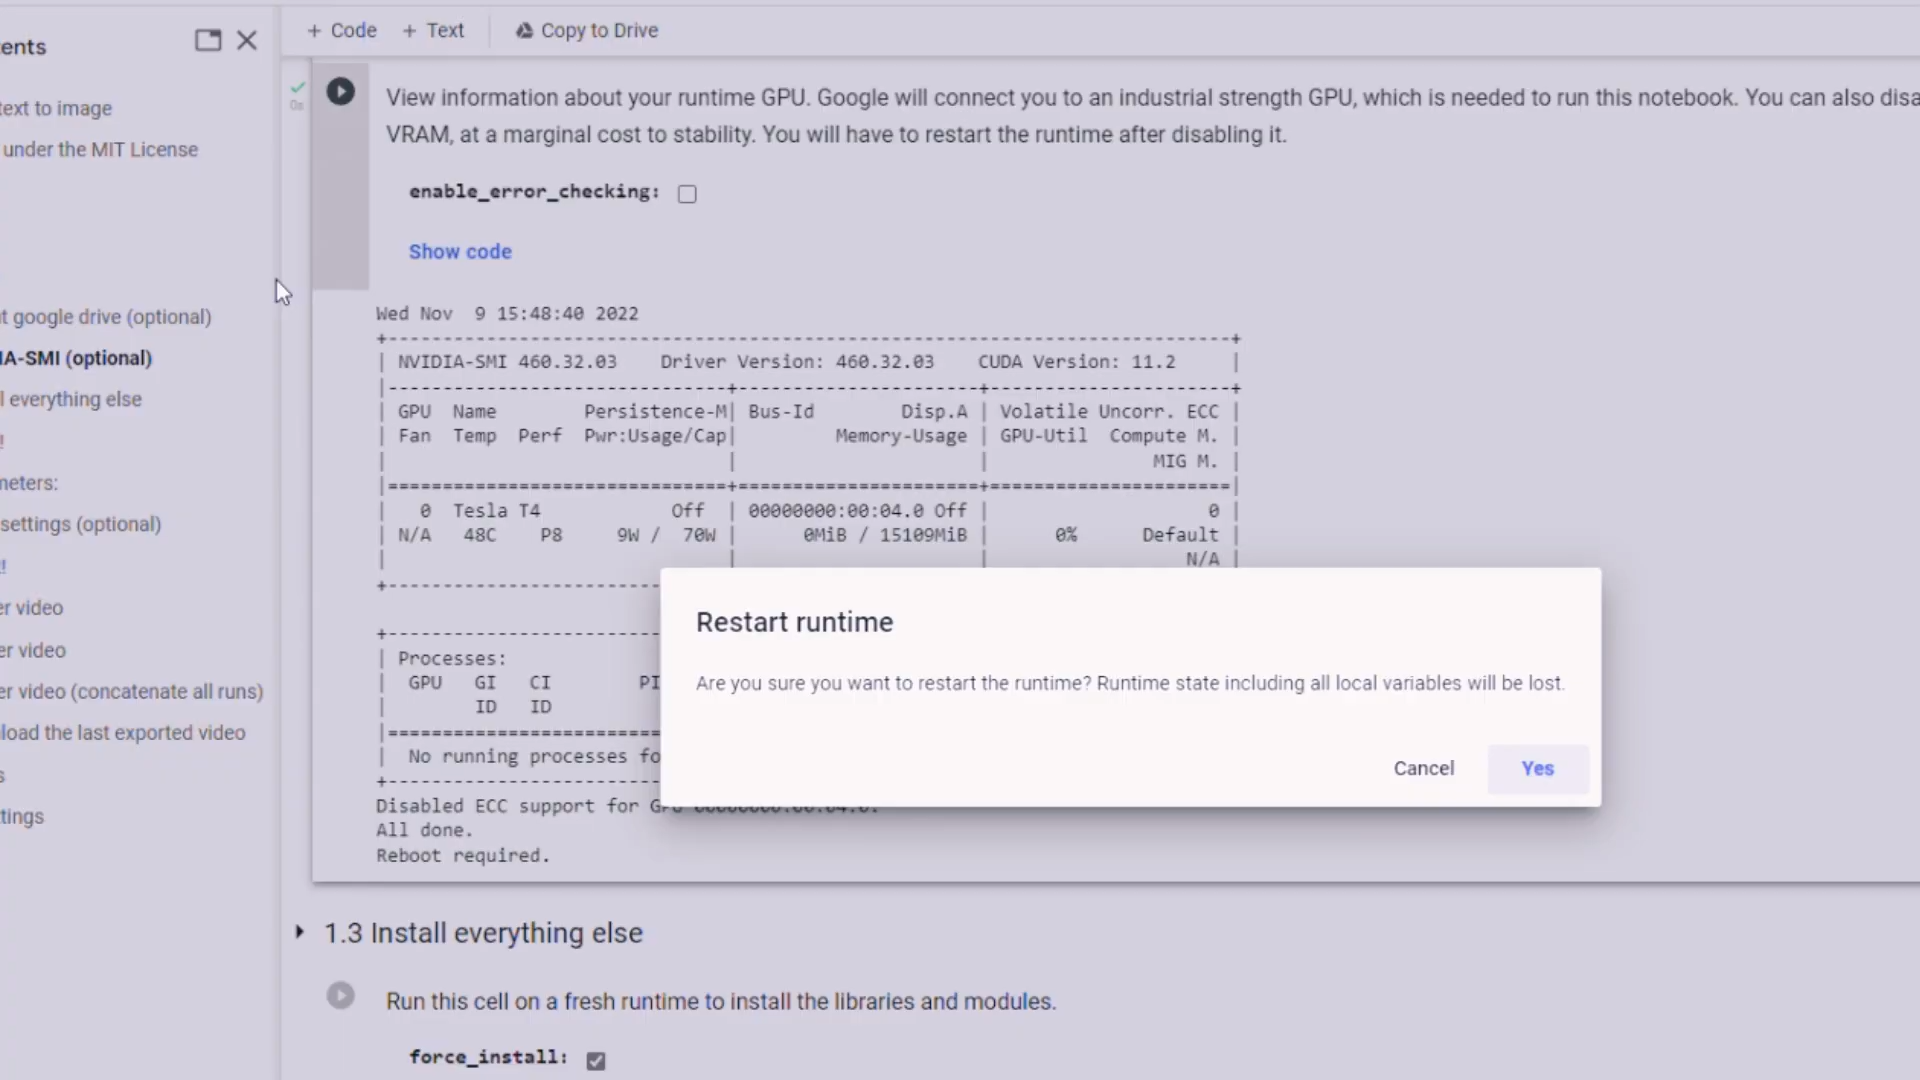 + Code + Text Copy to Drive
ents
text to image
under the MIT License
t google drive (optional)
IA-SMI (optional)
l everything else
!
neters:
settings (optional)
!!
er video
er video
er video (concatenate all runs)
load the last exported video
s
tings
0s
View information about your runtime GPU. Google will connect you to an industrial strength GPU, which is needed to run this notebook. You can also disa
VRAM, at a marginal cost to stability. You will have to restart the runtime after disabling it.
enable_error_checking:
Show code
Wed Nov  9 15:48:40 2022
+-----------------------------------------------------------------------------+
| NVIDIA-SMI 460.32.03    Driver Version: 460.32.03    CUDA Version: 11.2     |
|-------------------------------+----------------------+----------------------+
| GPU  Name        Persistence-M| Bus-Id        Disp.A | Volatile Uncorr. ECC |
| Fan  Temp  Perf  Pwr:Usage/Cap|         Memory-Usage | GPU-Util  Compute M. |
|                               |                      |               MIG M. |
|===============================+======================+======================|
|   0  Tesla T4            Off  | 00000000:00:04.0 Off |                    0 |
| N/A   48C    P8     9W /  70W |      0MiB / 15109MiB |      0%      Default |
|                               |                      |                  N/A |
+-------------------------
+-------------------------
| Processes:
|  GPU   GI   CI        PI
|        ID   ID
|=========================
|  No running processes fo
+-------------------------
Disabled ECC support for GPU 00000000:00:04.0.
All done.
Reboot required.
Restart runtime
Are you sure you want to restart the runtime? Runtime state including all local variables will be lost.
Cancel Yes
1.3 Install everything else
Run this cell on a fresh runtime to install the libraries and modules.
force_install: